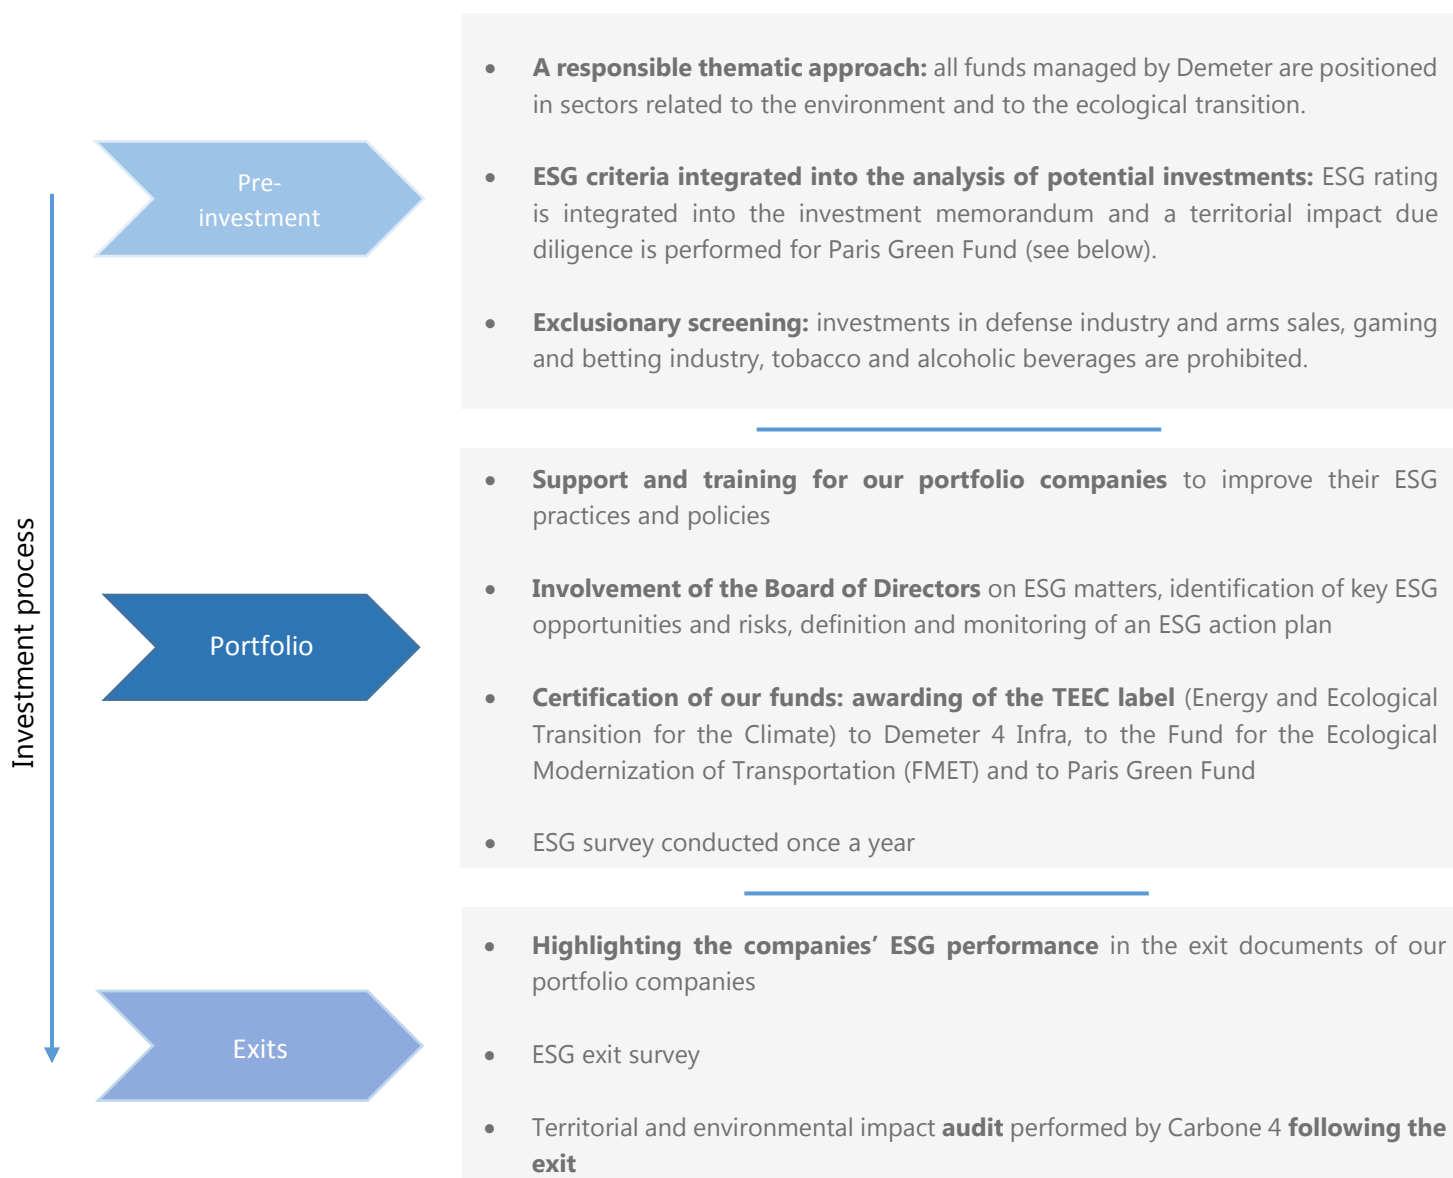 Investment process
Pre-
investment
• A responsible thematic approach: all funds managed by Demeter are positioned
in sectors related to the environment and to the ecological transition.
• ESG criteria integrated into the analysis of potential investments: ESG rating
is integrated into the investment memorandum and a territorial impact due
diligence is performed for Paris Green Fund (see below).
• Exclusionary screening: investments in defense industry and arms sales, gaming
and betting industry, tobacco and alcoholic beverages are prohibited.
Portfolio
• Support and training for our portfolio companies to improve their ESG
practices and policies
• Involvement of the Board of Directors on ESG matters, identification of key ESG
opportunities and risks, definition and monitoring of an ESG action plan
• Certification of our funds: awarding of the TEEC label (Energy and Ecological
Transition for the Climate) to Demeter 4 Infra, to the Fund for the Ecological
Modernization of Transportation (FMET) and to Paris Green Fund
• ESG survey conducted once a year
Exits
• Highlighting the companies’ ESG performance in the exit documents of our
portfolio companies
• ESG exit survey
• Territorial and environmental impact audit performed by Carbone 4 following the
exit